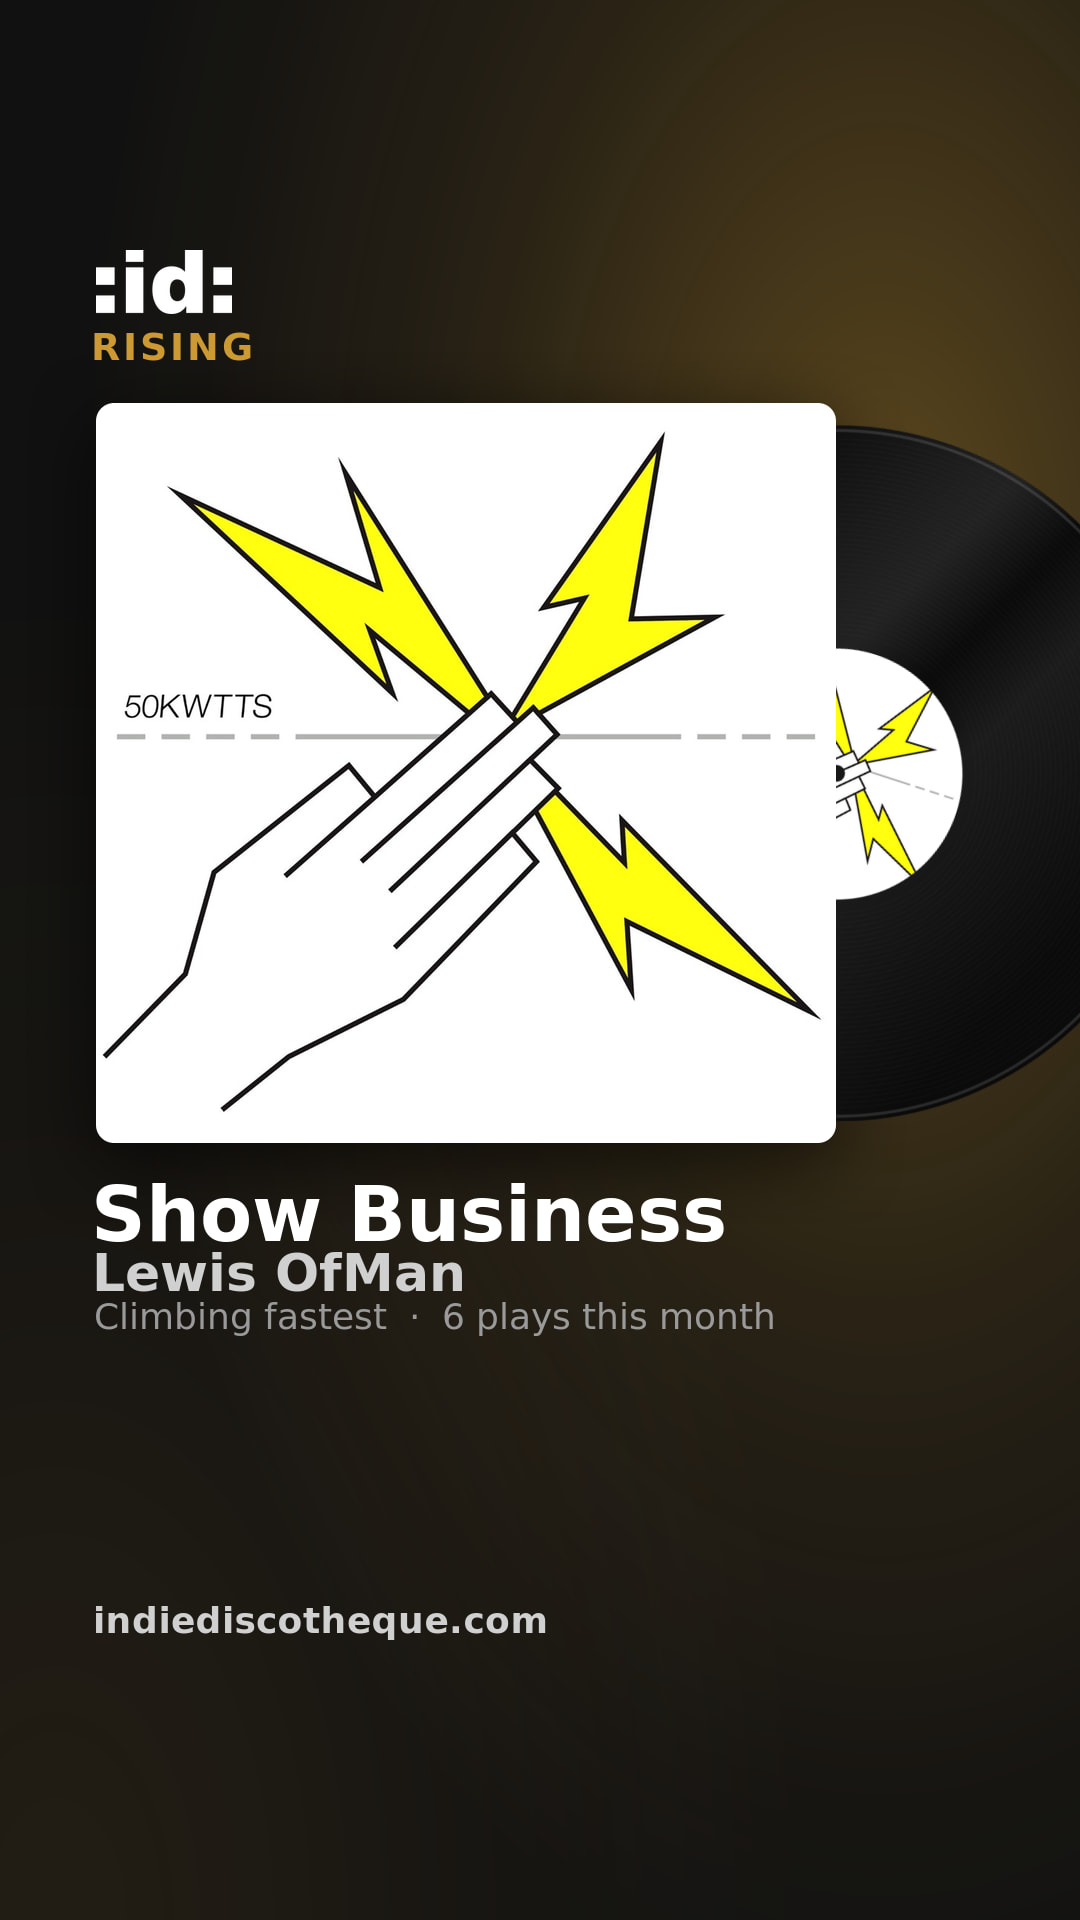 :id:
RISING
50KWTTS
Show Business
Lewis OfMan
Climbing fastest · 6 plays this month
indiediscotheque.com